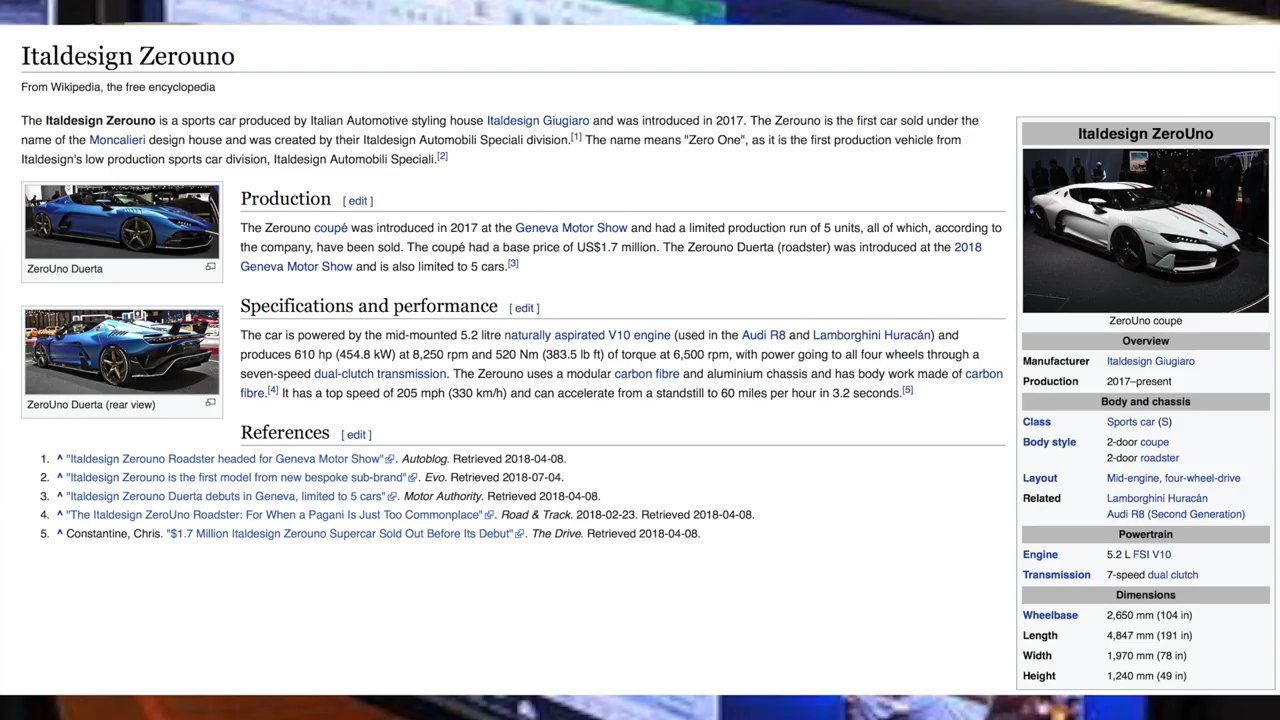 Italdesign Zerouno
From Wikipedia, the free encyclopedia
The Italdesign Zerouno is a sports car produced by Italian Automotive styling house Italdesign Giugiaro and was introduced in 2017. The Zerouno is the first car sold under the
name of the Moncalieri design house and was created by their Italdesign Automobili Speciali division.[1] The name means "Zero One", as it is the first production vehicle from
Italdesign's low production sports car division, Italdesign Automobili Speciali.[2]
ZeroUno Duerta
ZeroUno Duerta (rear view)
Production [ edit ]
The Zerouno coupé was introduced in 2017 at the Geneva Motor Show and had a limited production run of 5 units, all of which, according to
the company, have been sold. The coupé had a base price of US$1.7 million. The Zerouno Duerta (roadster) was introduced at the 2018
Geneva Motor Show and is also limited to 5 cars.[3]
Specifications and performance [ edit ]
The car is powered by the mid-mounted 5.2 litre naturally aspirated V10 engine (used in the Audi R8 and Lamborghini Huracán) and
produces 610 hp (454.8 kW) at 8,250 rpm and 520 Nm (383.5 lb ft) of torque at 6,500 rpm, with power going to all four wheels through a
seven-speed dual-clutch transmission. The Zerouno uses a modular carbon fibre and aluminium chassis and has body work made of carbon
fibre.[4] It has a top speed of 205 mph (330 km/h) and can accelerate from a standstill to 60 miles per hour in 3.2 seconds.[5]
References [ edit ]
1. ^ "Italdesign Zerouno Roadster headed for Geneva Motor Show". Autoblog. Retrieved 2018-04-08.
2. ^ "Italdesign Zerouno is the first model from new bespoke sub-brand". Evo. Retrieved 2018-07-04.
3. ^ "Italdesign Zerouno Duerta debuts in Geneva, limited to 5 cars". Motor Authority. Retrieved 2018-04-08.
4. ^ "The Italdesign ZeroUno Roadster: For When a Pagani Is Just Too Commonplace". Road & Track. 2018-02-23. Retrieved 2018-04-08.
5. ^ Constantine, Chris. "$1.7 Million Italdesign Zerouno Supercar Sold Out Before Its Debut". The Drive. Retrieved 2018-04-08.
Italdesign ZeroUno
ZeroUno coupe
Overview
Manufacturer Italdesign Giugiaro
Production 2017–present
Body and chassis
Class Sports car (S)
Body style 2-door coupe
2-door roadster
Layout Mid-engine, four-wheel-drive
Related Lamborghini Huracán
Audi R8 (Second Generation)
Powertrain
Engine 5.2 L FSI V10
Transmission 7-speed dual clutch
Dimensions
Wheelbase 2,650 mm (104 in)
Length 4,847 mm (191 in)
Width 1,970 mm (78 in)
Height 1,240 mm (49 in)